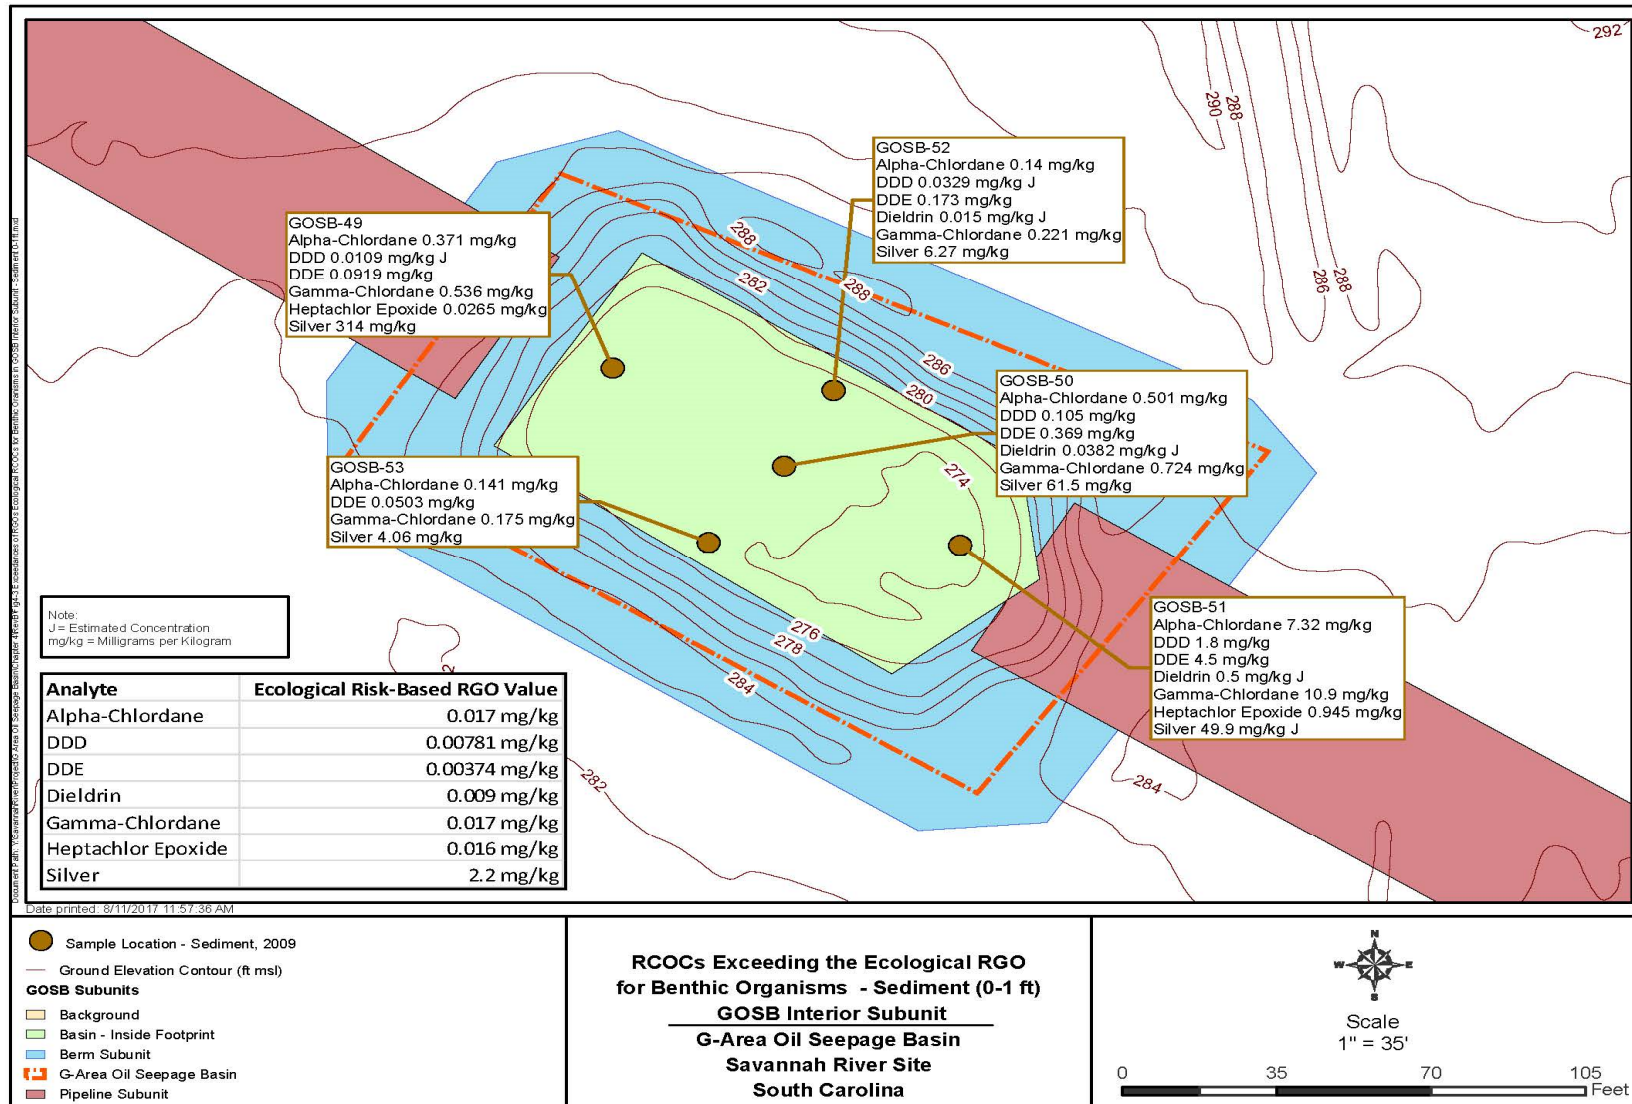 292
290
288
286
288
GOSB-52
Alpha-Chlordane 0.14 mg/kg
DDD 0.0329 mg/kg J
DDE 0.173 mg/kg
Dieldrin 0.015 mg/kg J
Gamma-Chlordane 0.221 mg/kg
Silver 6.27 mg/kg
GOSB-49
Alpha-Chlordane 0.371 mg/kg
DDD 0.0109 mg/kg J
DDE 0.0919 mg/kg
Gamma-Chlordane 0.536 mg/kg
Heptachlor Epoxide 0.0265 mg/kg
Silver 314 mg/kg
288
282
288
286
280
GOSB-50
Alpha-Chlordane 0.501 mg/kg
DDD 0.105 mg/kg
DDE 0.369 mg/kg
Dieldrin 0.0382 mg/kg J
Gamma-Chlordane 0.724 mg/kg
Silver 61.5 mg/kg
274
GOSB-53
Alpha-Chlordane 0.141 mg/kg
DDE 0.0503 mg/kg
Gamma-Chlordane 0.175 mg/kg
Silver 4.06 mg/kg
GOSB-51
Alpha-Chlordane 7.32 mg/kg
DDD 1.8 mg/kg
DDE 4.5 mg/kg
Dieldrin 0.5 mg/kg J
Gamma-Chlordane 10.9 mg/kg
Heptachlor Epoxide 0.945 mg/kg
Silver 49.9 mg/kg J
276
278
284
282
284
Note:
J = Estimated Concentration
mg/kg = Milligrams per Kilogram
Analyte Ecological Risk-Based RGO Value
Alpha-Chlordane 0.017 mg/kg
DDD 0.00781 mg/kg
DDE 0.00374 mg/kg
Dieldrin 0.009 mg/kg
Gamma-Chlordane 0.017 mg/kg
Heptachlor Epoxide 0.016 mg/kg
Silver 2.2 mg/kg
Date printed: 8/11/2017 11:57:36 AM
Sample Location - Sediment, 2009
Ground Elevation Contour (ft msl)
GOSB Subunits
Background
Basin - Inside Footprint
Berm Subunit
G-Area Oil Seepage Basin
Pipeline Subunit
RCOCs Exceeding the Ecological RGO
for Benthic Organisms - Sediment (0-1 ft)
GOSB Interior Subunit
G-Area Oil Seepage Basin
Savannah River Site
South Carolina
N
W E
S
Scale
1" = 35'
0 35 70 105
Feet